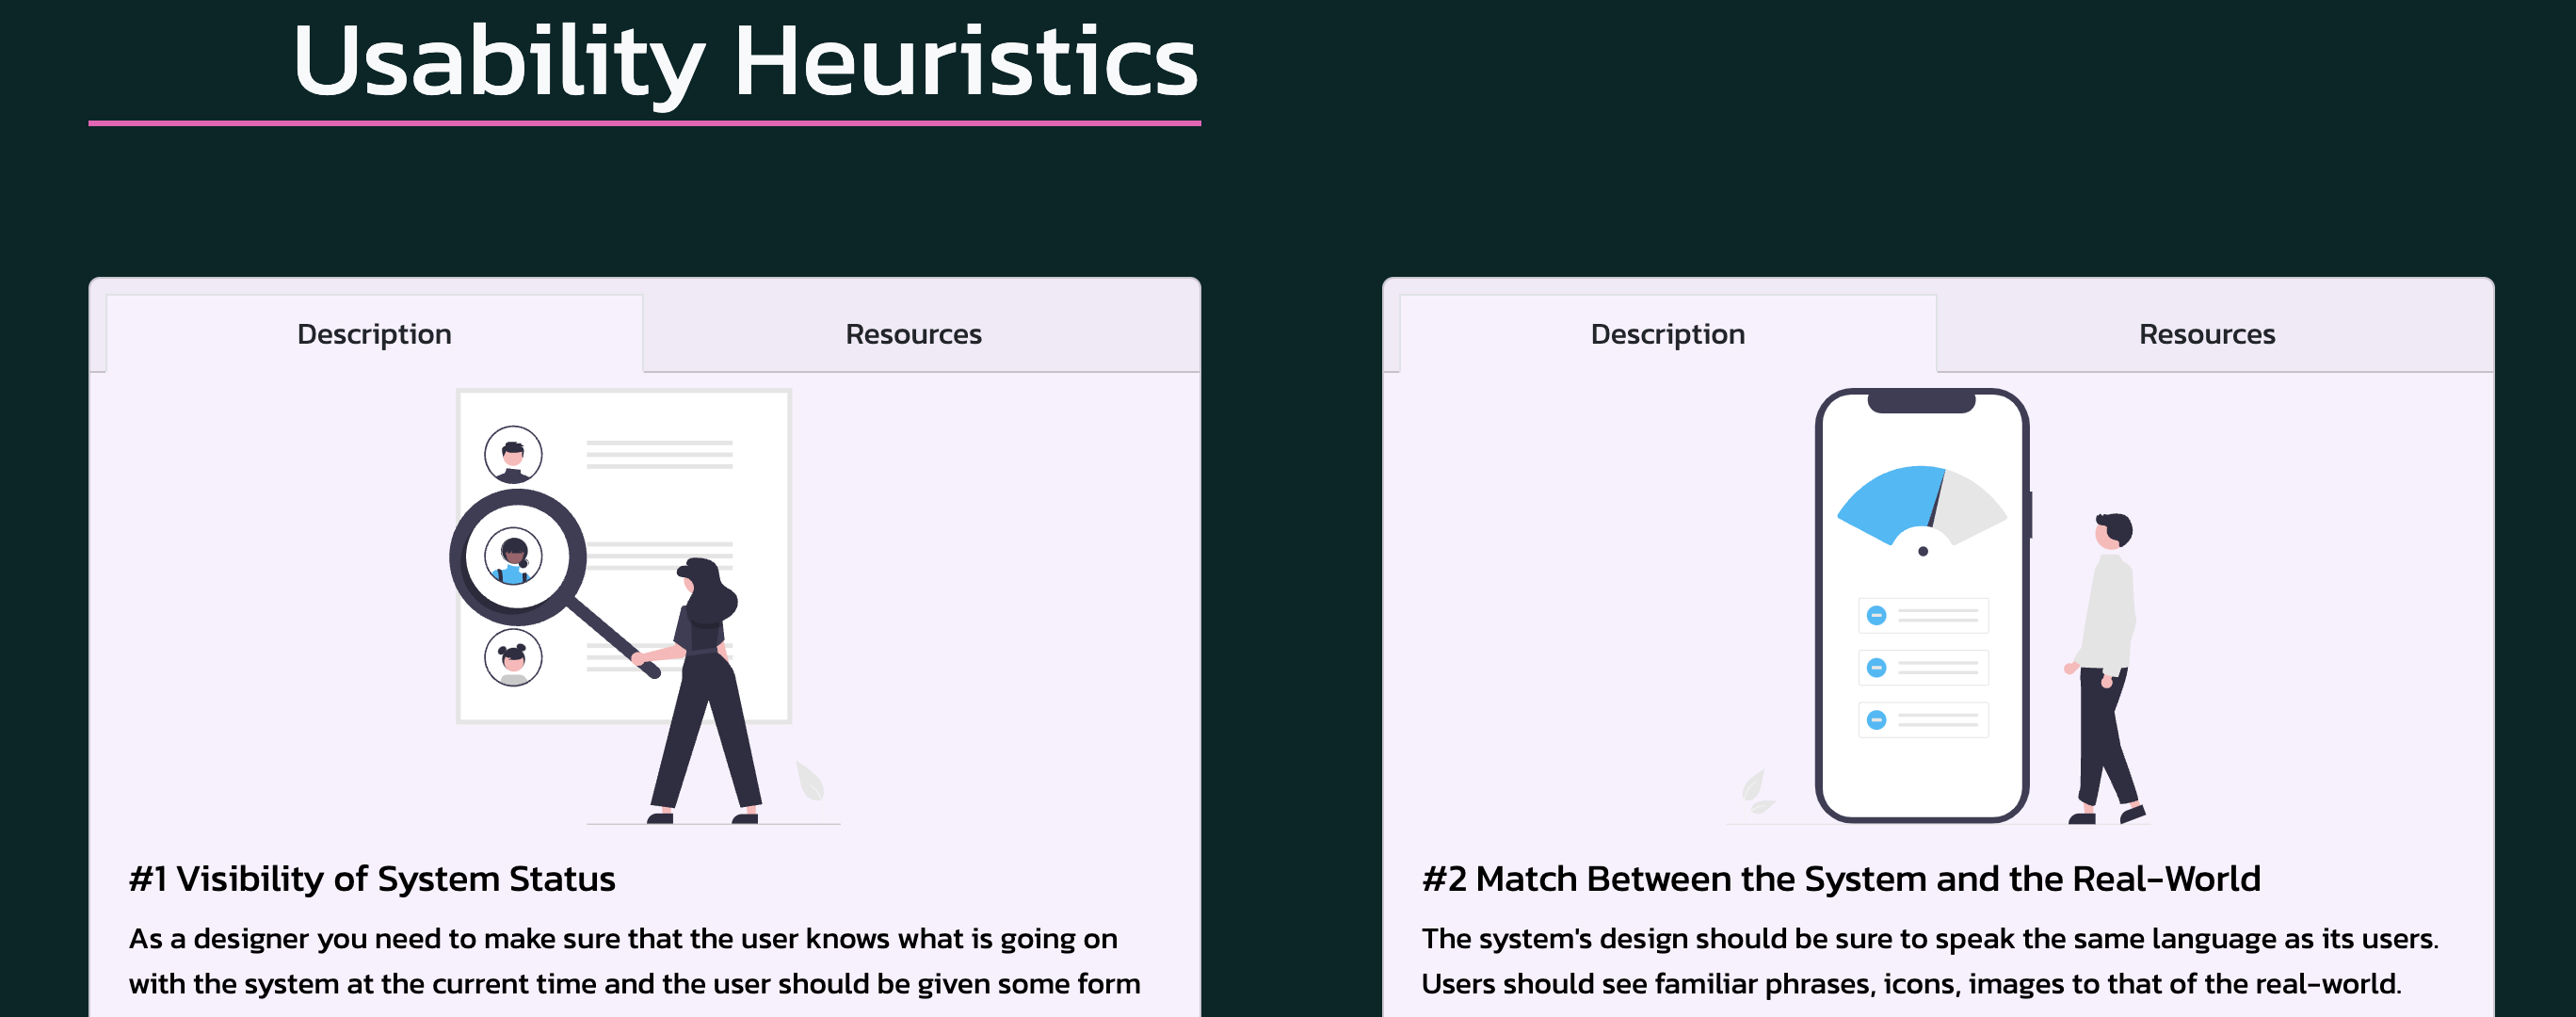 Usability Heuristics
Description
Resources
#1 Visibility of System Status
As a designer you need to make sure that the user knows what is going on
with the system at the current time and the user should be given some form
Description
Resources
#2 Match Between the System and the Real-World
The system's design should be sure to speak the same language as its users.
Users should see familiar phrases, icons, images to that of the real-world.